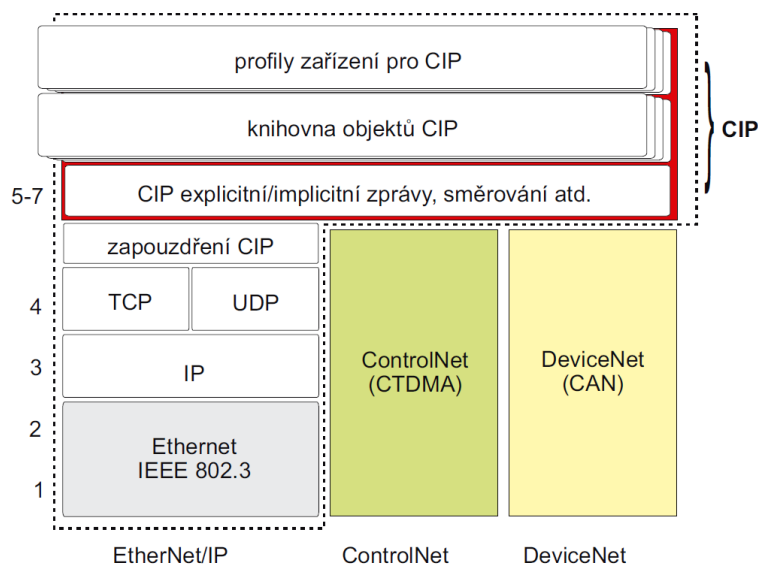 profily zařízení pro CIP
knihovna objektů CIP
CIP
5-7
CIP explicitní/implicitní zprávy, směrování atd.
zapouzdření CIP
4
TCP
UDP
3
IP
2
Ethernet
IEEE 802.3
1
ControlNet
(CTDMA)
DeviceNet
(CAN)
EtherNet/IP
ControlNet
DeviceNet